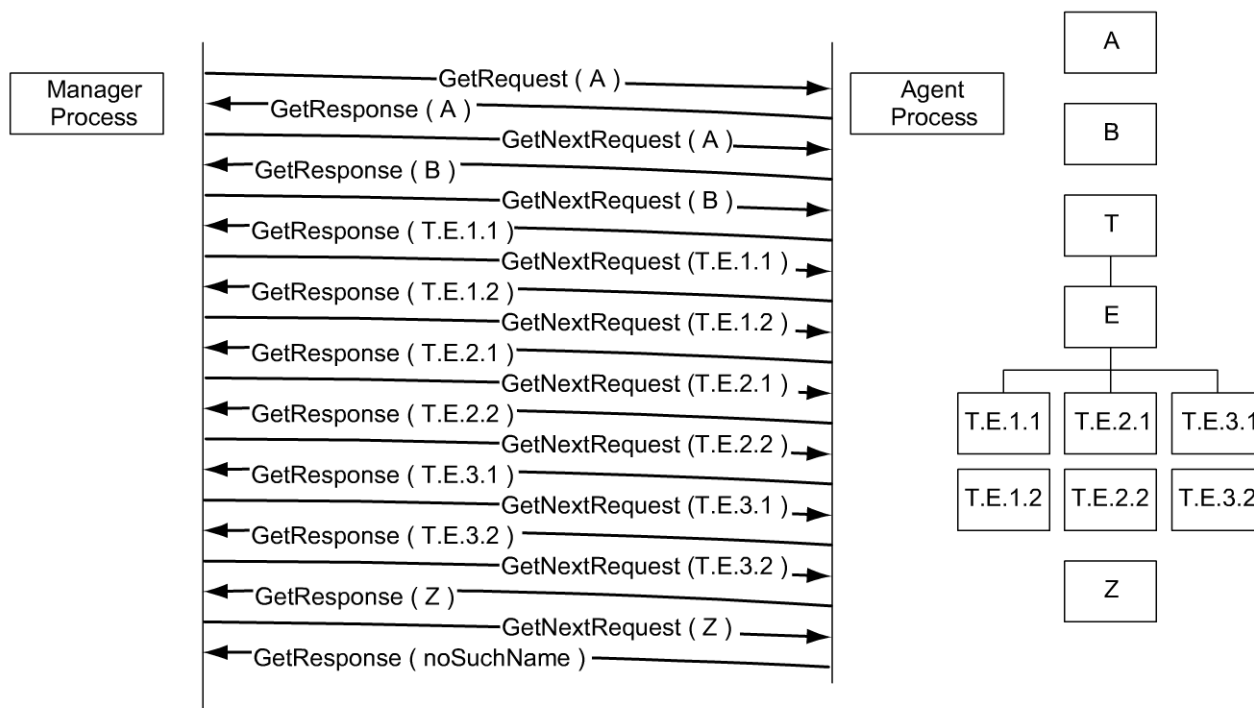 Manager
Process
GetRequest ( A )
GetResponse ( A )
GetNextRequest ( A )
GetResponse ( B )
GetNextRequest ( B )
GetResponse ( T.E.1.1 )
GetNextRequest (T.E.1.1 )
GetResponse ( T.E.1.2 )
GetNextRequest (T.E.1.2 )
GetResponse ( T.E.2.1 )
GetNextRequest (T.E.2.1 )
GetResponse ( T.E.2.2 )
GetNextRequest (T.E.2.2 )
GetResponse ( T.E.3.1 )
GetNextRequest (T.E.3.1 )
GetResponse ( T.E.3.2 )
GetNextRequest (T.E.3.2 )
GetResponse ( Z )
GetNextRequest ( Z )
GetResponse ( noSuchName )
Agent
Process
A
B
T
E
T.E.1.1 T.E.2.1 T.E.3.1
T.E.1.2 T.E.2.2 T.E.3.2
Z